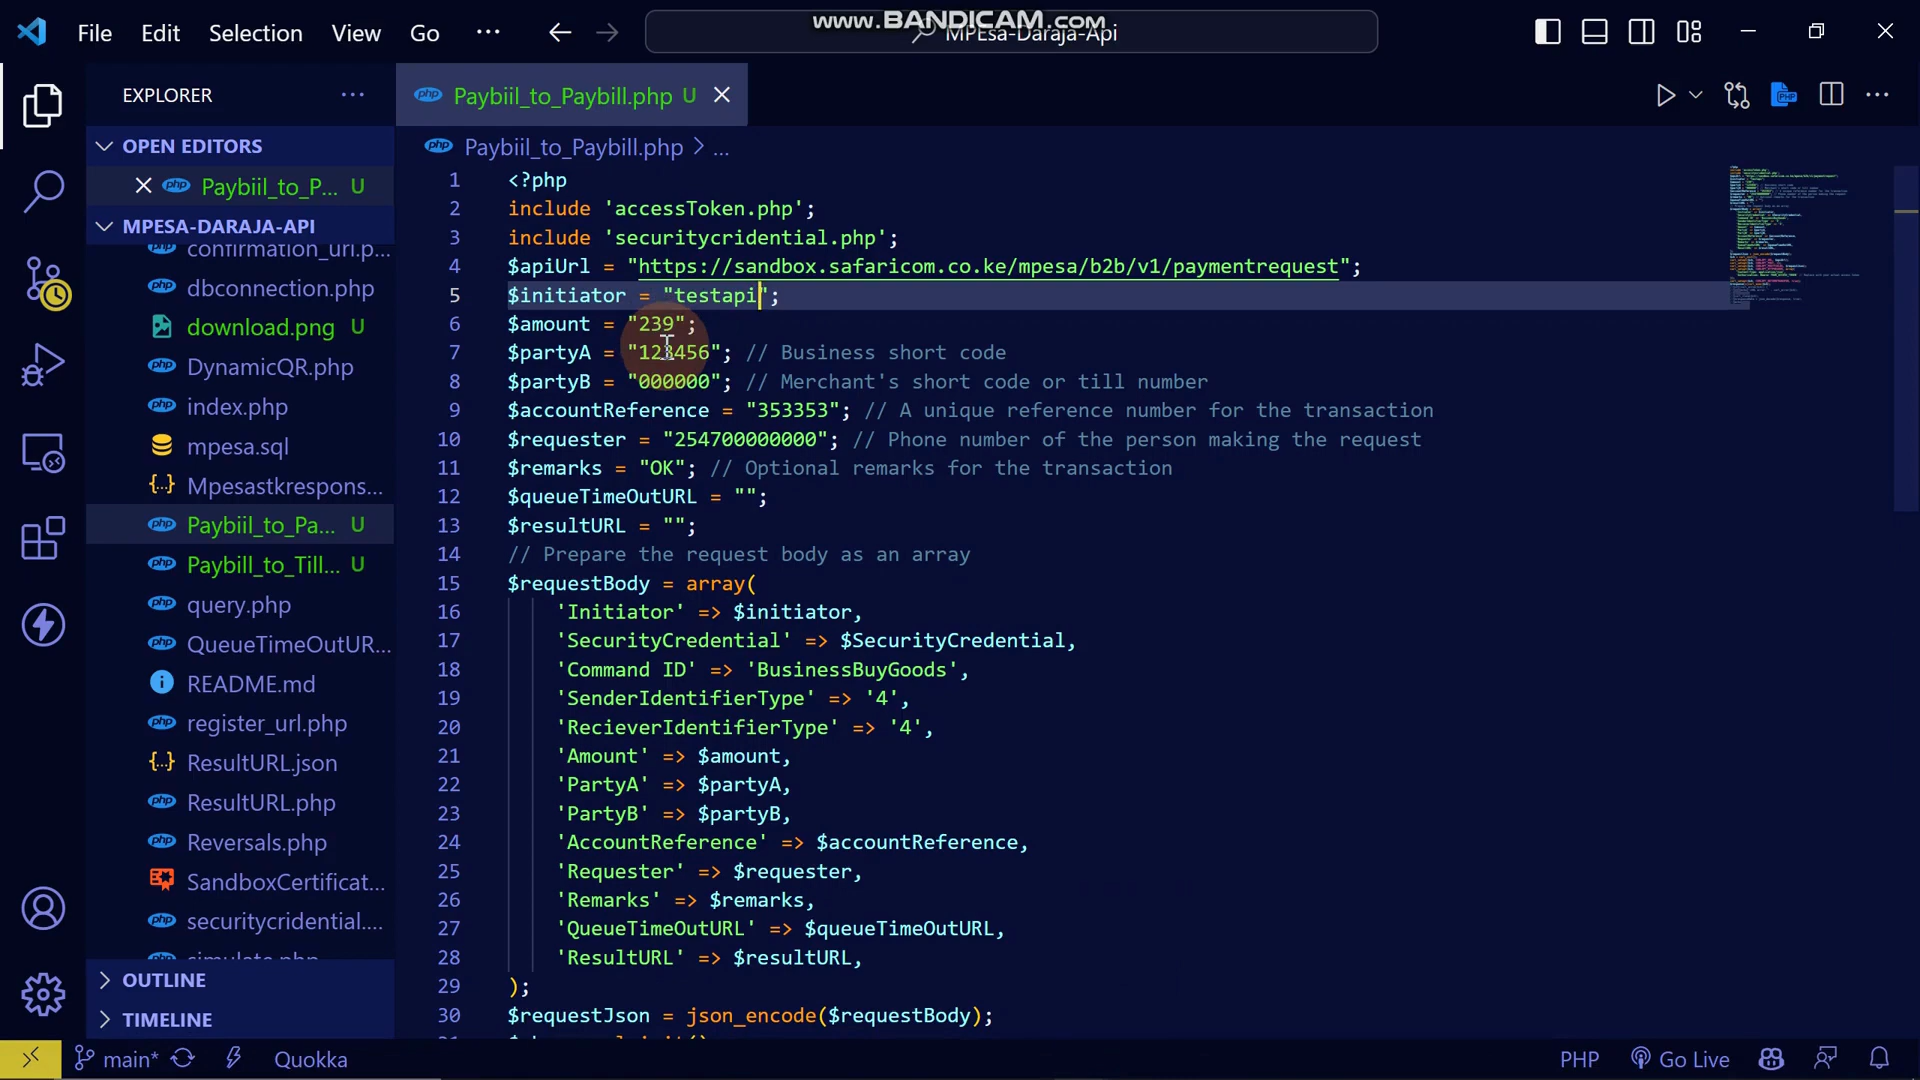 www.BANDICAM.com
File Edit Selection View Go ··· MPEsa-Daraja-Api
EXPLORER ···
OPEN EDITORS
Paybiil_to_P... U
MPESA-DARAJA-API
confirmation_url.p...
dbconnection.php
download.png U
DynamicQR.php
index.php
mpesa.sql
Mpesastkrespons...
Paybiil_to_Pa... U
Paybill_to_Till... U
query.php
QueueTimeOutUR...
README.md
register_url.php
ResultURL.json
ResultURL.php
Reversals.php
SandboxCertificat...
securitycridential....
simulate.php
OUTLINE
TIMELINE
Paybiil_to_Paybill.php U
Paybiil_to_Paybill.php > ...
1 <?php
2 include 'accessToken.php';
3 include 'securitycridential.php';
4 $apiUrl = "https://sandbox.safaricom.co.ke/mpesa/b2b/v1/paymentrequest";
5 $initiator = "testapi";
6 $amount = "239";
7 $partyA = "123456"; // Business short code
8 $partyB = "000000"; // Merchant's short code or till number
9 $accountReference = "353353"; // A unique reference number for the transaction
10 $requester = "254700000000"; // Phone number of the person making the request
11 $remarks = "OK"; // Optional remarks for the transaction
12 $queueTimeOutURL = "";
13 $resultURL = "";
14 // Prepare the request body as an array
15 $requestBody = array(
16 'Initiator' => $initiator,
17 'SecurityCredential' => $SecurityCredential,
18 'Command ID' => 'BusinessBuyGoods',
19 'SenderIdentifierType' => '4',
20 'RecieverIdentifierType' => '4',
21 'Amount' => $amount,
22 'PartyA' => $partyA,
23 'PartyB' => $partyB,
24 'AccountReference' => $accountReference,
25 'Requester' => $requester,
26 'Remarks' => $remarks,
27 'QueueTimeOutURL' => $queueTimeOutURL,
28 'ResultURL' => $resultURL,
29 );
30 $requestJson = json_encode($requestBody);
main* Quokka PHP Go Live